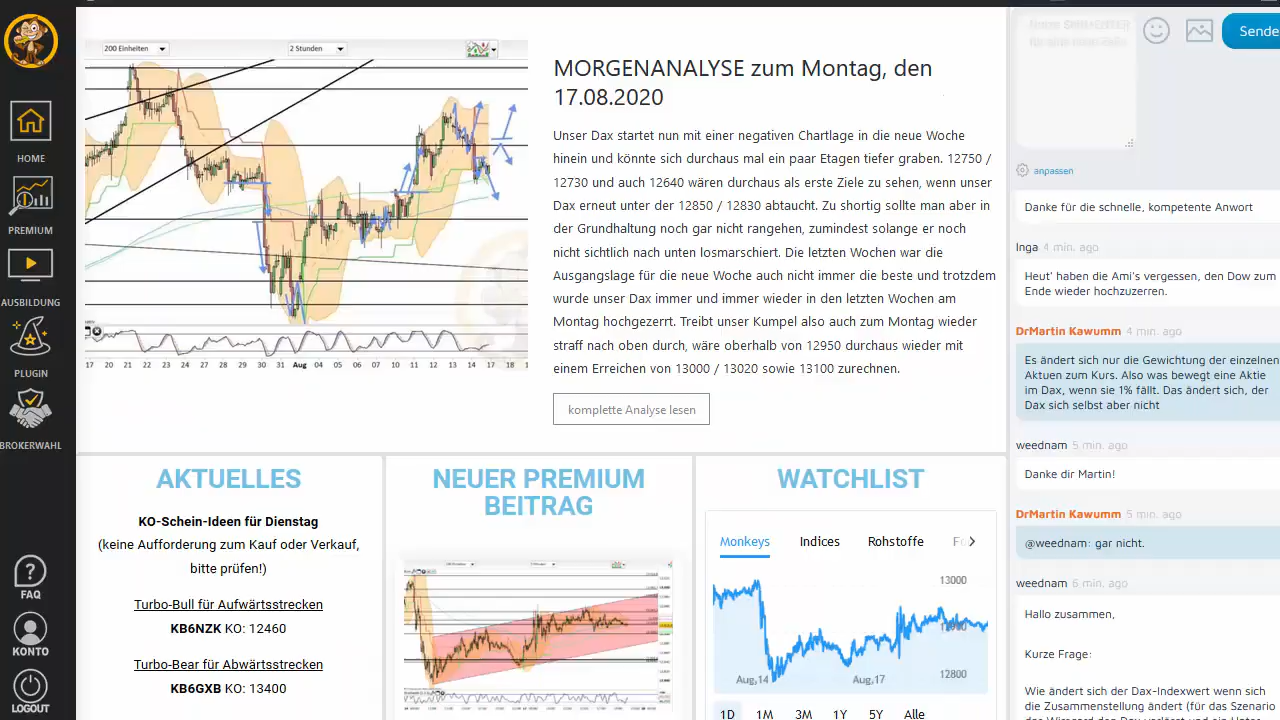 HOME
PREMIUM
AUSBILDUNG
PLUGIN
BROKERWAHL
FAQ
KONTO
LOGOUT
200 Einheiten
2 Stunden
17 20 21 22 23 24 27 28 29 30 31 Aug 04 05 06 07 10 11 12 13 14 17 18 1
MORGENANALYSE zum Montag, den
17.08.2020
Unser Dax startet nun mit einer negativen Chartlage in die neue Woche
hinein und könnte sich durchaus mal ein paar Etagen tiefer graben. 12750 /
12730 und auch 12640 wären durchaus als erste Ziele zu sehen, wenn unser
Dax erneut unter der 12850 / 12830 abtaucht. Zu shortig sollte man aber in
der Grundhaltung noch gar nicht rangehen, zumindest solange er noch
nicht sichtlich nach unten losmarschiert. Die letzten Wochen war die
Ausgangslage für die neue Woche auch nicht immer die beste und trotzdem
wurde unser Dax immer und immer wieder in den letzten Wochen am
Montag hochgezerrt. Treibt unser Kumpel also auch zum Montag wieder
straff nach oben durch, wäre oberhalb von 12950 durchaus wieder mit
einem Erreichen von 13000 / 13020 sowie 13100 zurechnen.
komplette Analyse lesen
AKTUELLES
KO-Schein-Ideen für Dienstag
(keine Aufforderung zum Kauf oder Verkauf,
bitte prüfen!)
Turbo-Bull für Aufwärtsstrecken
KB6NZK KO: 12460
Turbo-Bear für Abwärtsstrecken
KB6GXB KO: 13400
NEUER PREMIUM
BEITRAG
WATCHLIST
Monkeys Indices Rohstoffe Fo
13000
12800
Aug,14 Aug,17
1D 1M 3M 1Y 5Y Alle
Sende
anpassen
Danke für die schnelle, kompetente Anwort
Inga 4 min. ago
Heut' haben die Ami's vergessen, den Dow zum
Ende wieder hochzuzerren.
DrMartin Kawumm 4 min. ago
Es ändert sich nur die Gewichtung der einzelnen
Aktuen zum Kurs. Also was bewegt eine Aktie
im Dax, wenn sie 1% fällt. Das ändert sich, der
Dax sich selbst aber nicht
weednam 5 min. ago
Danke dir Martin!
DrMartin Kawumm 5 min. ago
@weednam: gar nicht.
weednam 6 min. ago
Hallo zusammen,
Kurze Frage:
Wie ändert sich der Dax-Indexwert wenn sich
die Zusammenstellung ändert (für das Szenario